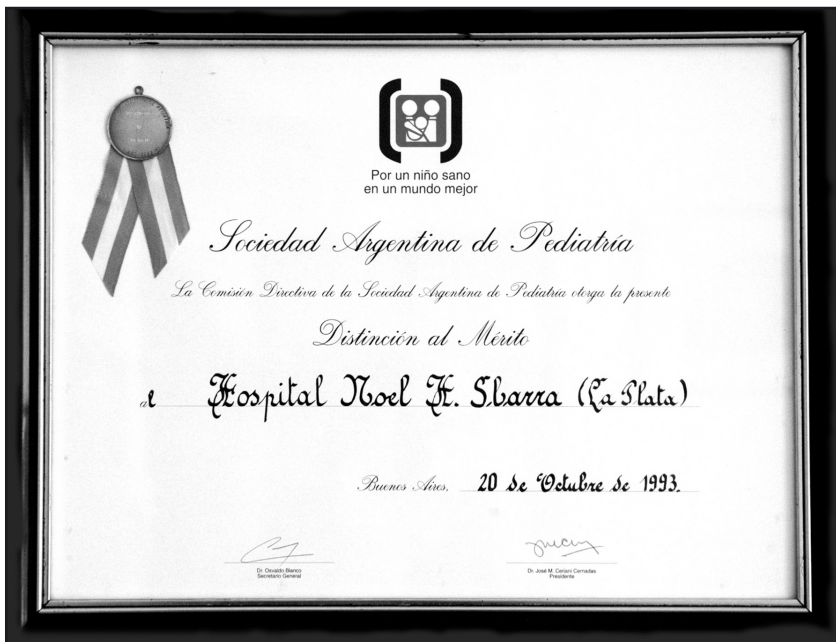 Por un niño sano
en un mundo mejor
Sociedad Argentina de Pediatría
La Comisión Directiva de la Sociedad Argentina de Pediatría otorga la presente
Distinción al Mérito
al Hospital Noel H. Sbarra (La Plata)
Buenos Aires, 20 de Octubre de 1993.
Dr. Osvaldo Blanco
Secretario General
Dr. José M. Ceriani Cernadas
Presidente